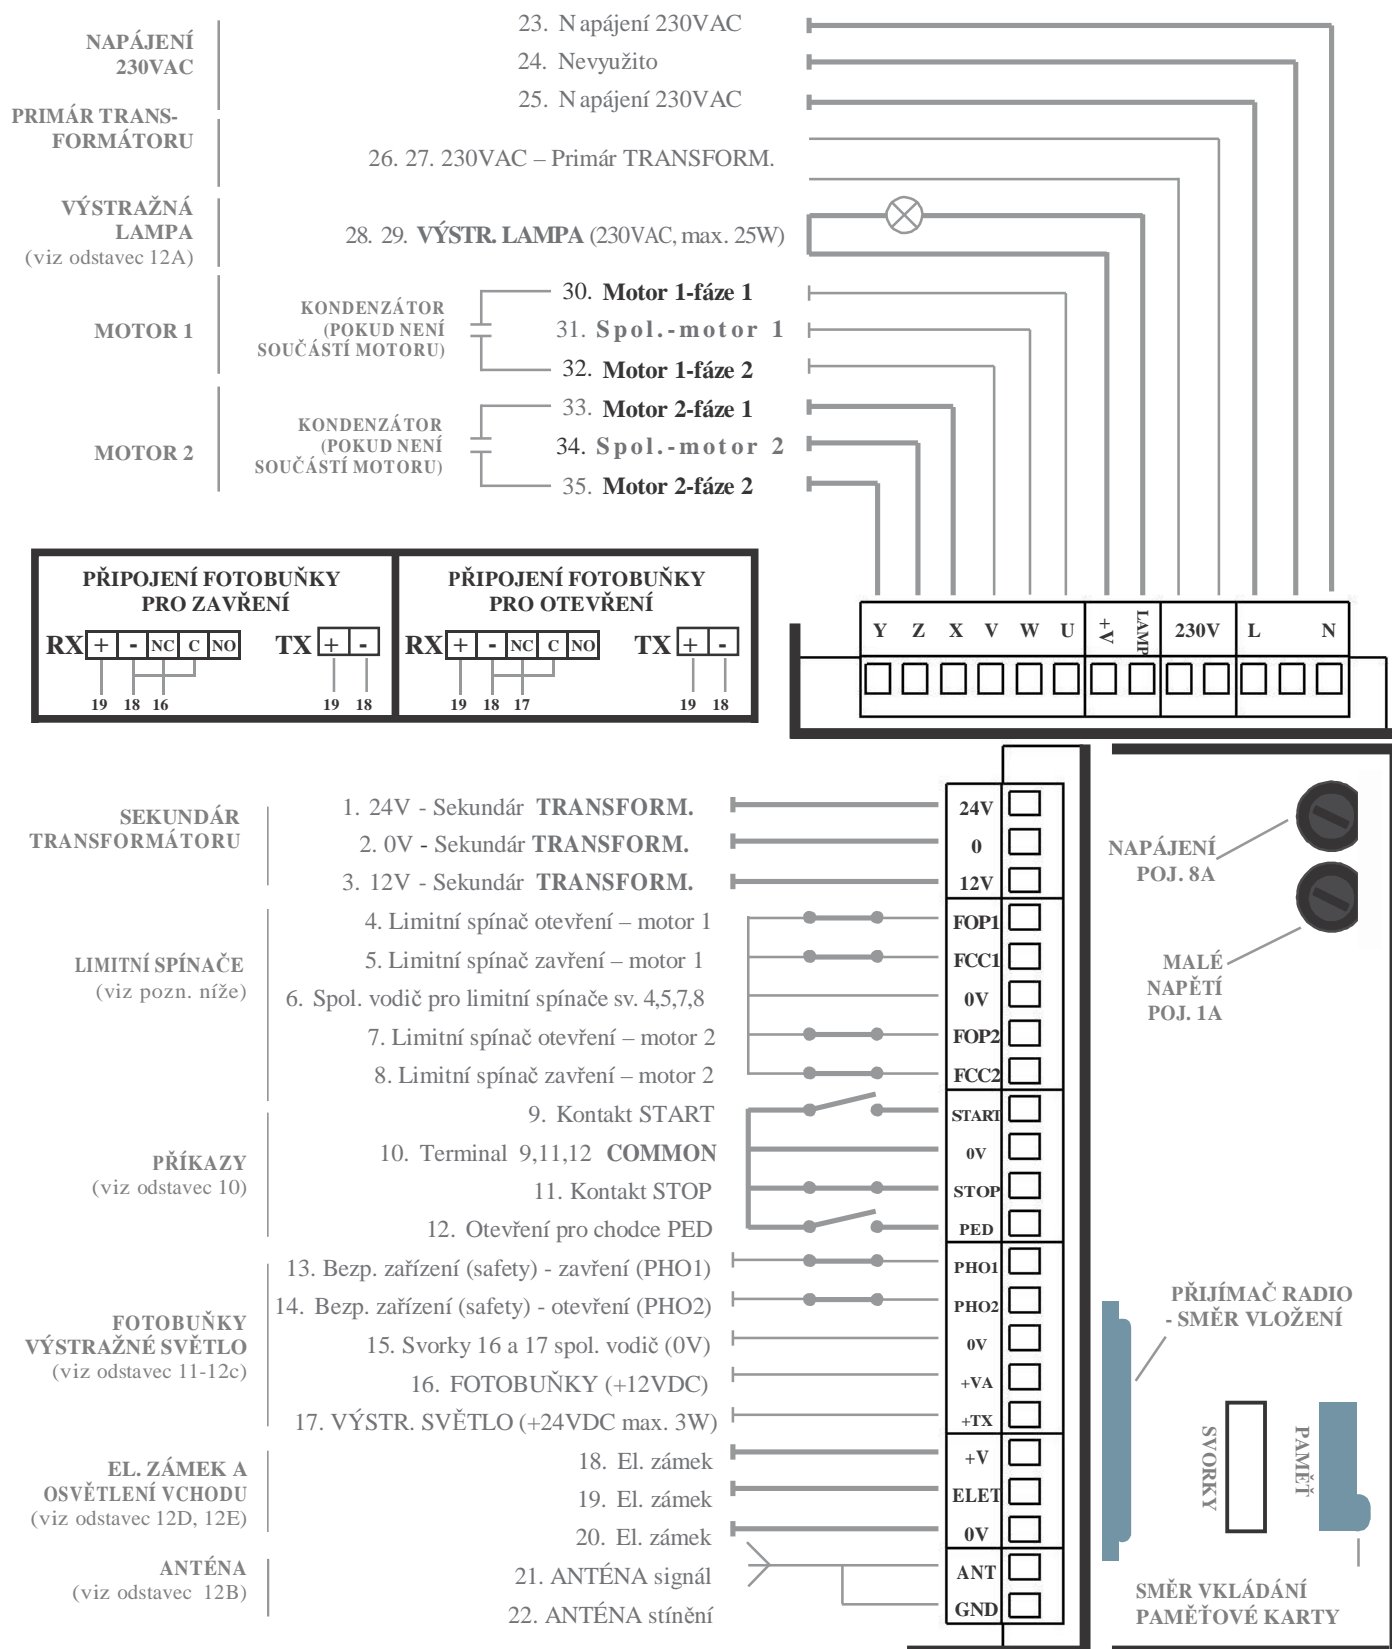 23. Napájení 230VAC
NAPÁJENÍ
230VAC
24. Nevyužito
25. Napájení 230VAC
PRIMÁR TRANS-
FORMÁTORU
26. 27. 230VAC – Primár TRANSFORM.
VÝSTRAŽNÁ
LAMPA
(viz odstavec 12A)
28. 29. VÝSTR. LAMPA (230VAC, max. 25W)
MOTOR 1
KONDENZÁTOR
(POKUD NENÍ
SOUČÁSTÍ MOTORU)
30. Motor 1-fáze 1
31. Spol.-motor 1
32. Motor 1-fáze 2
MOTOR 2
KONDENZÁTOR
(POKUD NENÍ
SOUČÁSTÍ MOTORU)
33. Motor 2-fáze 1
34. Spol.-motor 2
35. Motor 2-fáze 2
PŘIPOJENÍ FOTOBUŇKY
PRO ZAVŘENÍ
RX + - NC C NO TX + -
19 18 16 19 18
PŘIPOJENÍ FOTOBUŇKY
PRO OTEVŘENÍ
RX + - NC C NO TX + -
19 18 17 19 18
Y Z X V W U +V LAMP 230V L N
SEKUNDÁR
TRANSFORMÁTORU
1. 24V - Sekundár TRANSFORM. 24V
2. 0V - Sekundár TRANSFORM. 0
3. 12V - Sekundár TRANSFORM. 12V
LIMITNÍ SPÍNAČE
(viz pozn. níže)
4. Limitní spínač otevření – motor 1 FOP1
5. Limitní spínač zavření – motor 1 FCC1
6. Spol. vodič pro limitní spínače sv. 4,5,7,8 0V
7. Limitní spínač otevření – motor 2 FOP2
8. Limitní spínač zavření – motor 2 FCC2
PŘÍKAZY
(viz odstavec 10)
9. Kontakt START START
10. Terminal 9,11,12 COMMON 0V
11. Kontakt STOP STOP
12. Otevření pro chodce PED PED
FOTOBUŇKY
VÝSTRAŽNÉ SVĚTLO
(viz odstavec 11-12c)
13. Bezp. zařízení (safety) - zavření (PHO1) PHO1
14. Bezp. zařízení (safety) - otevření (PHO2) PHO2
15. Svorky 16 a 17 spol. vodič (0V) 0V
16. FOTOBUŇKY (+12VDC) +VA
17. VÝSTR. SVĚTLO (+24VDC max. 3W) +TX
EL. ZÁMEK A
OSVĚTLENÍ VCHODU
(viz odstavec 12D, 12E)
18. El. zámek +V
19. El. zámek ELET
20. El. zámek 0V
ANTÉNA
(viz odstavec 12B)
21. ANTÉNA signál ANT
22. ANTÉNA stínění GND
NAPÁJENÍ
POJ. 8A
MALÉ
NAPĚTÍ
POJ. 1A
PŘIJÍMAČ RADIO
- SMĚR VLOŽENÍ
SVORKY
PAMĚŤ
SMĚR VKLÁDÁNÍ
PAMĚŤOVÉ KARTY